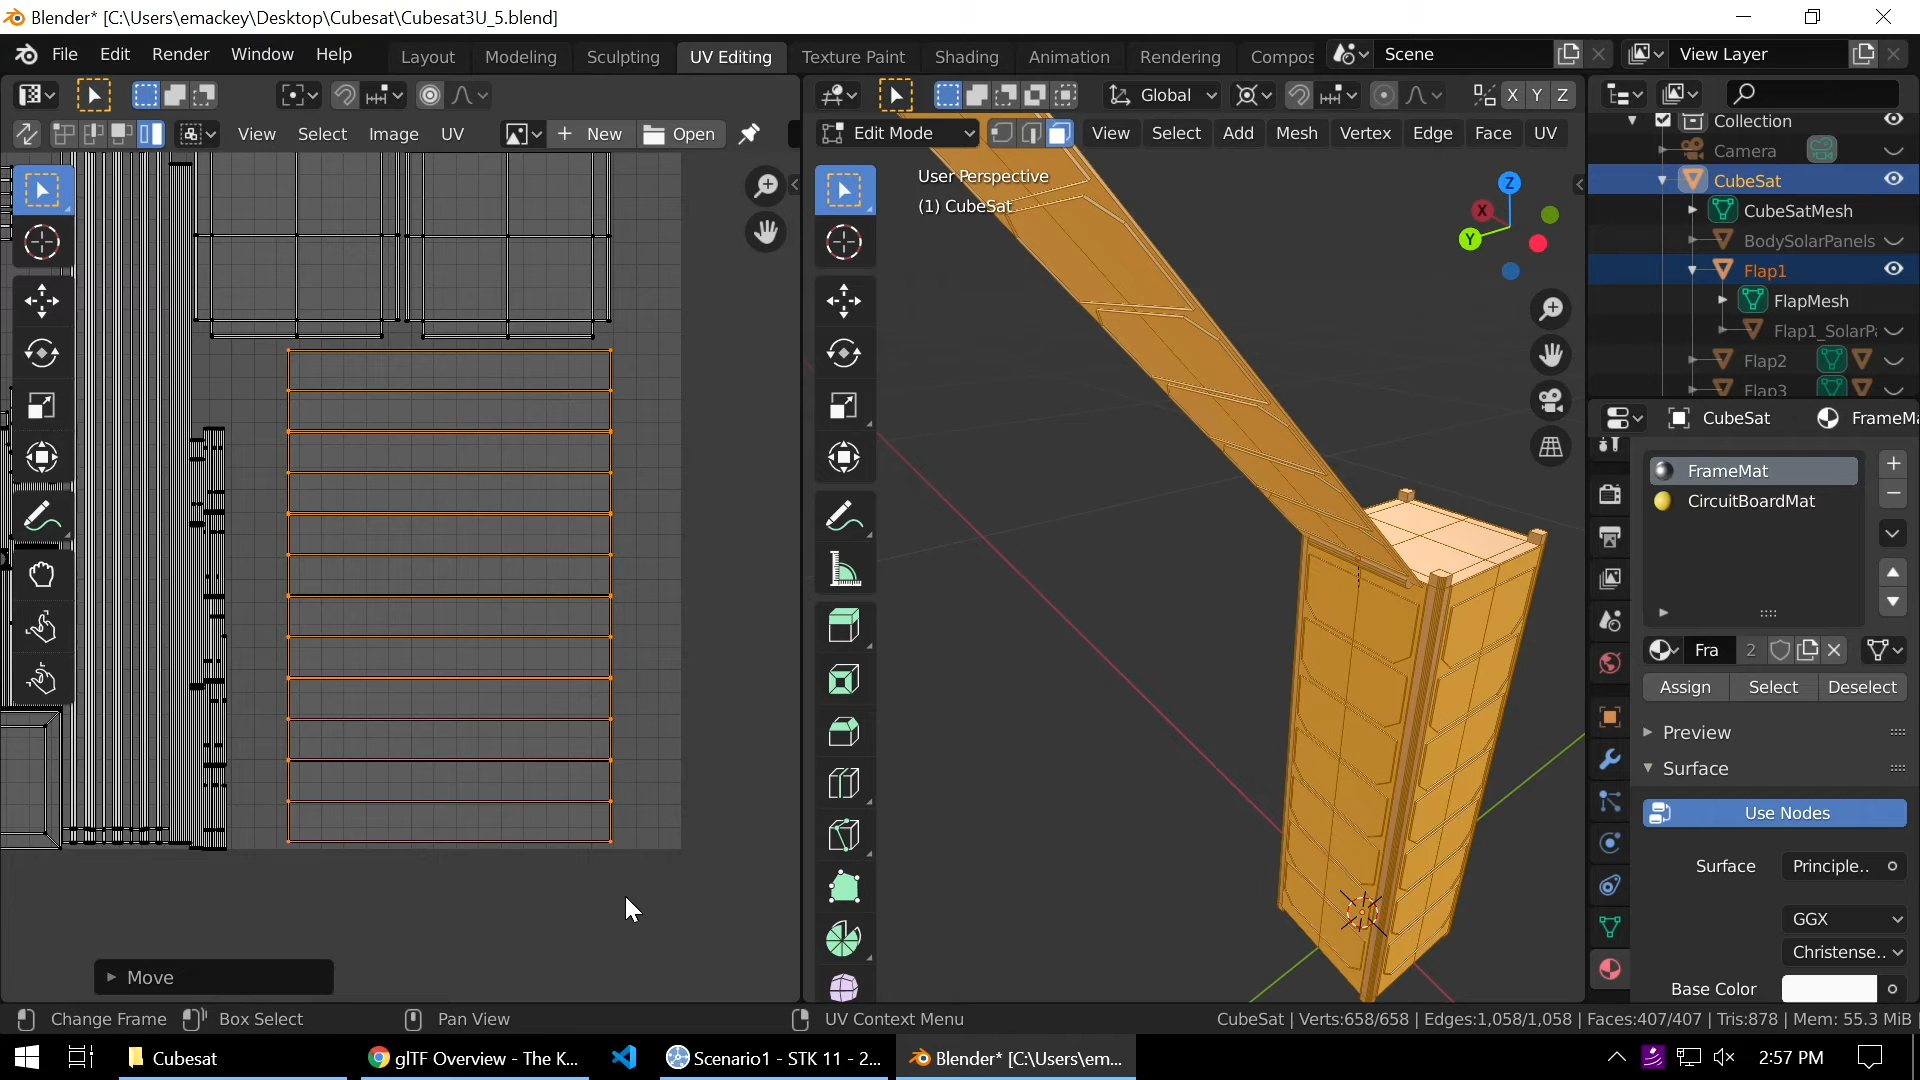 Blender* [C:\Users\emackey\Desktop\Cubesat\Cubesat3U_5.blend]
File Edit Render Window Help Layout Modeling Sculpting UV Editing Texture Paint Shading Animation Rendering Compos Scene View Layer
Global X Y Z
View Select Image UV New Open Edit Mode View Select Add Mesh Vertex Edge Face UV
User Perspective
(1) CubeSat
Z
X
Y
Collection
Camera
CubeSat
CubeSatMesh
BodySolarPanels
Flap1
FlapMesh
Flap1_SolarPa
Flap2
Flap3
CubeSat FrameMa
FrameMat
CircuitBoardMat
Fra 2
Assign Select Deselect
Preview
Surface
Use Nodes
Surface Principle..
GGX
Christense..
Base Color
Move
Change Frame Box Select Pan View UV Context Menu CubeSat | Verts:658/658 | Edges:1,058/1,058 | Faces:407/407 | Tris:878 | Mem: 55.3 MiB
Cubesat glTF Overview - The K... Scenario1 - STK 11 - 2... Blender* [C:\Users\em... 2:57 PM